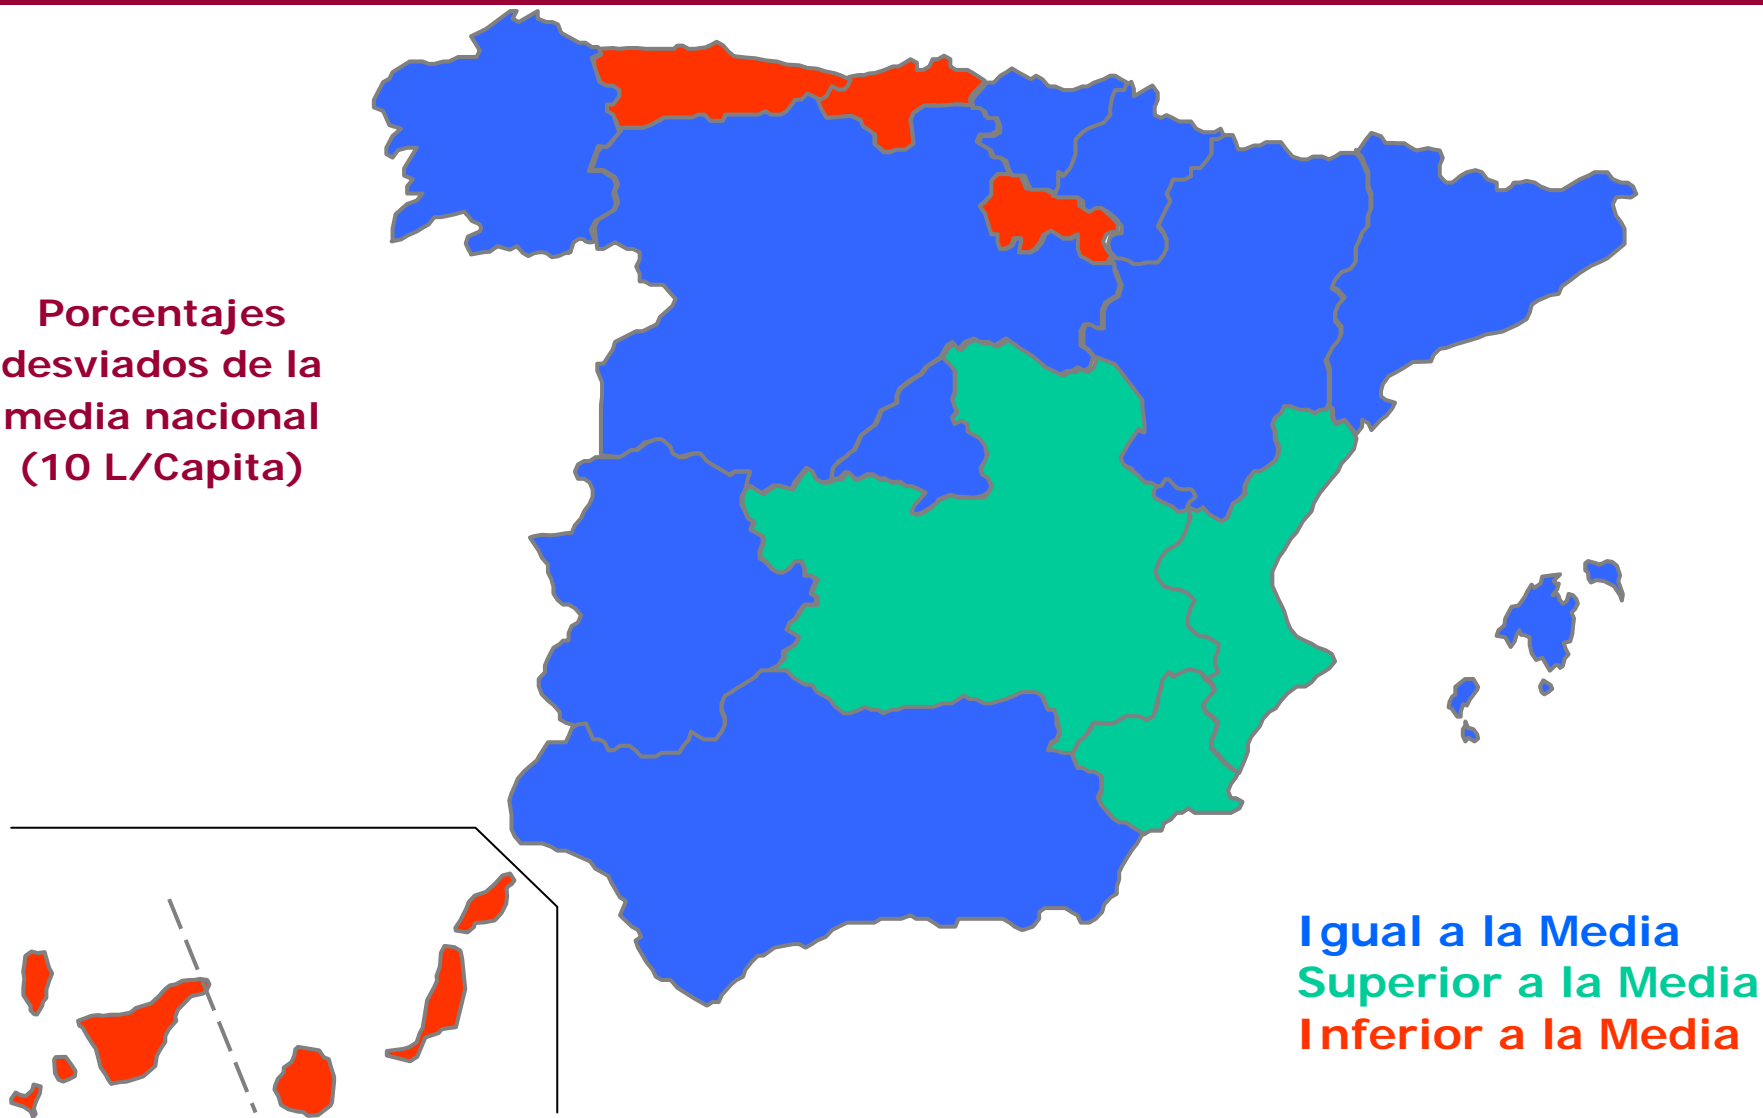 Porcentajes
desviados de la
media nacional
(10 L/Capita)
Igual a la Media
Superior a la Media
Inferior a la Media